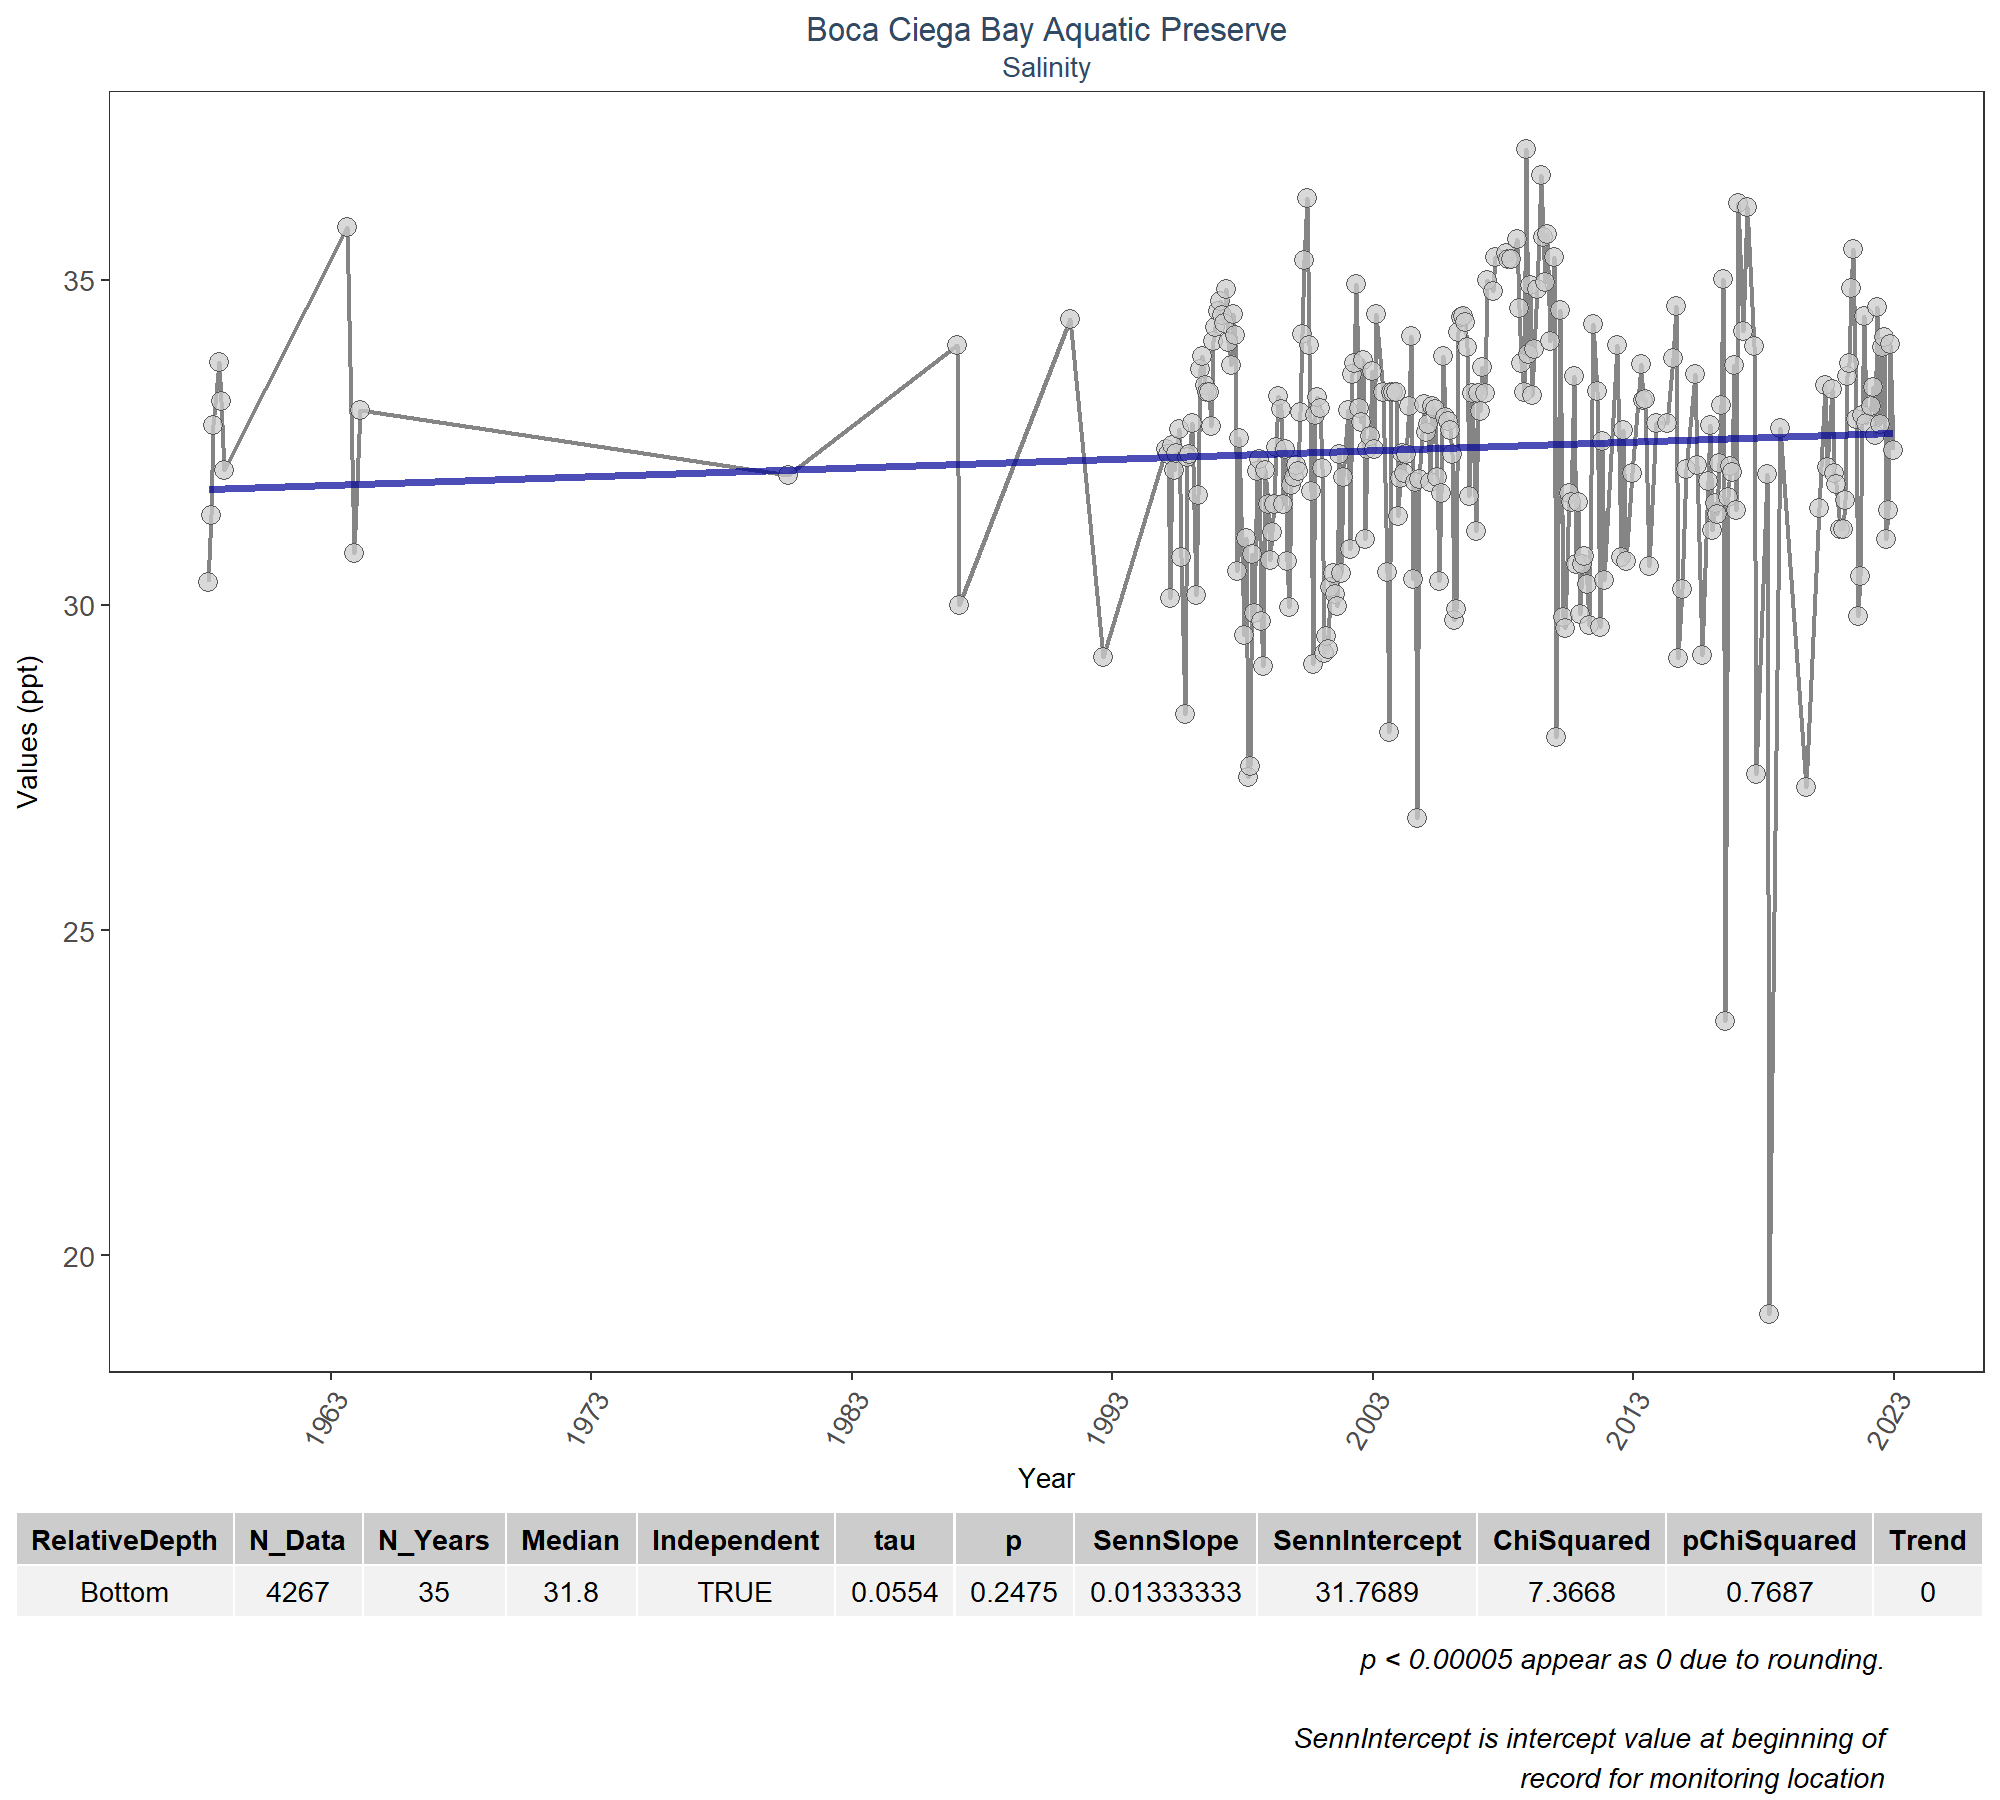 Boca Ciega Bay Aquatic Preserve
Salinity
35
30
25
20
Values (ppt)
1963
1973
1983
1993
2003
2013
2023
Year
RelativeDepth N_Data N_Years Median Independent tau p SennSlope SennIntercept ChiSquared pChiSquared Trend
Bottom 4267 35 31.8 TRUE 0.0554 0.2475 0.01333333 31.7689 7.3668 0.7687 0
p < 0.00005 appear as 0 due to rounding.
SennIntercept is intercept value at beginning of
record for monitoring location